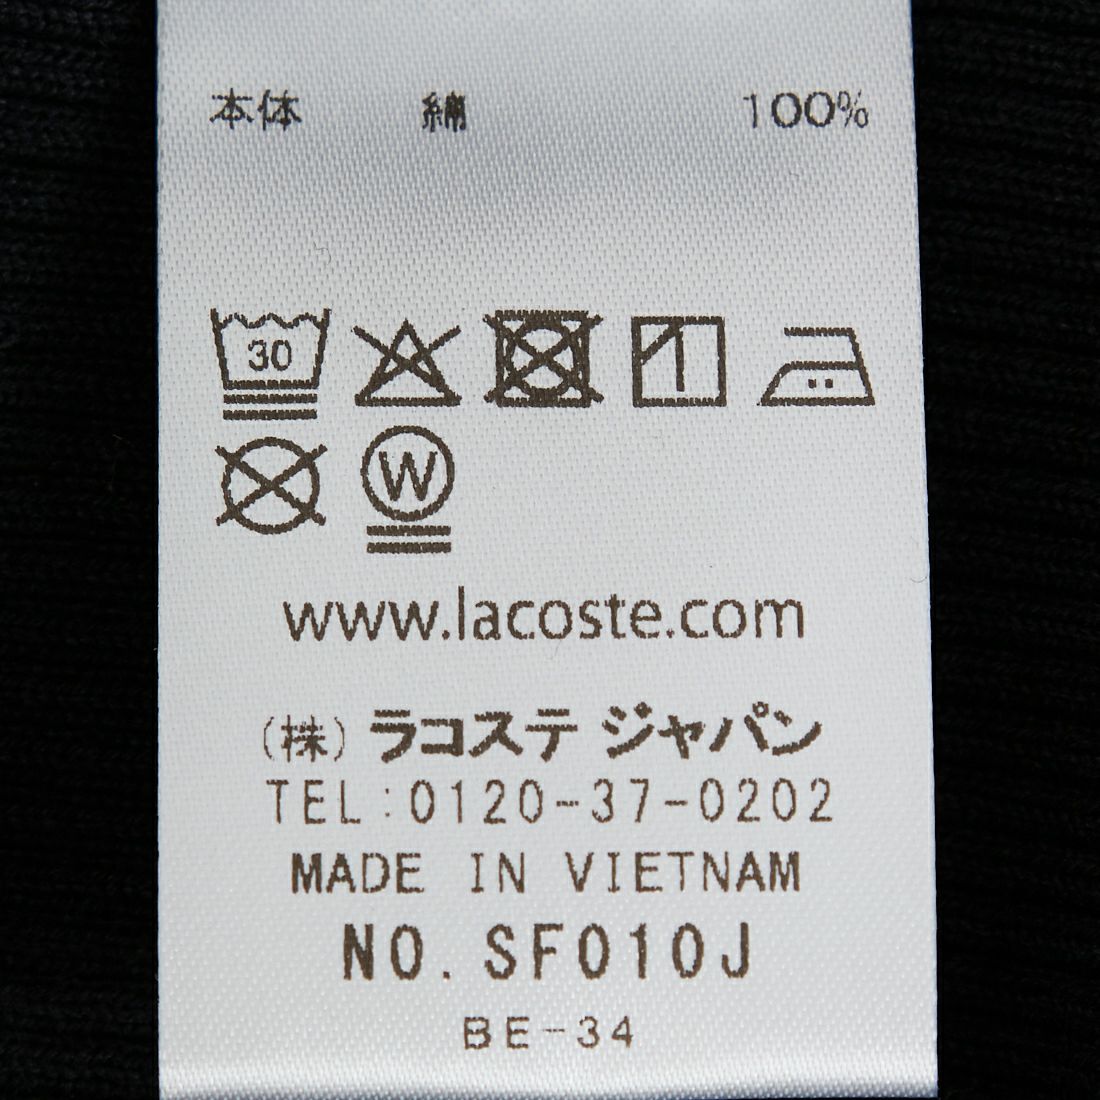 本体 綿 100%
30
W
www.lacoste.com
(株) ラコステ ジャパン
TEL:0120-37-0202
MADE IN VIETNAM
NO. SF010J
BE-34